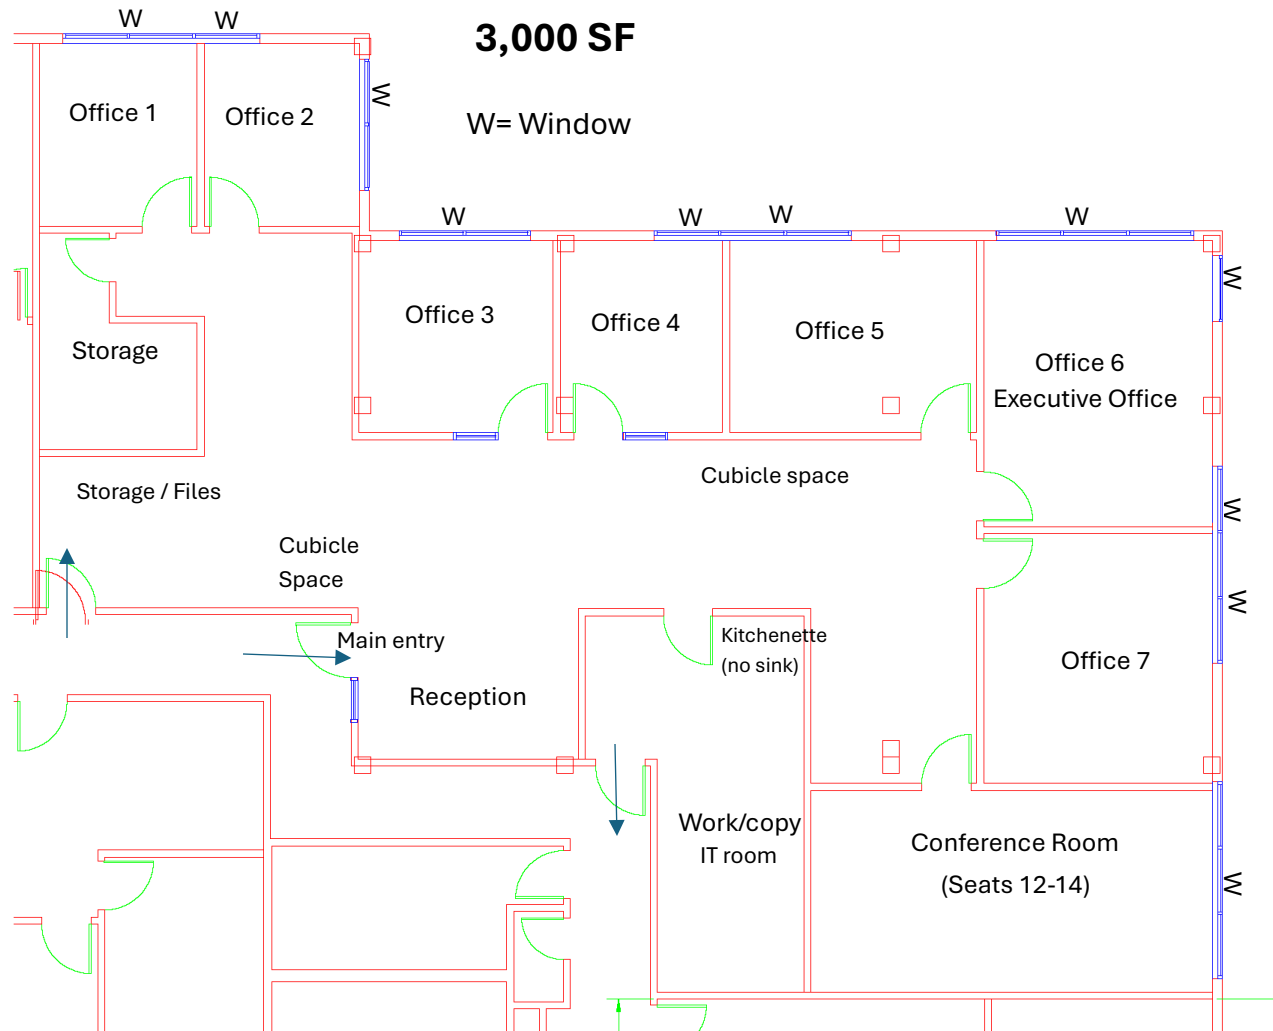 W W
3,000 SF
W
W= Window
Office 1
Office 2
W
W
W
W
W
Office 3
Office 4
Office 5
Office 6
Executive Office
Storage
Cubicle space
Storage / Files
W
Cubicle
Space
W
Main entry
Kitchenette
(no sink)
Office 7
Reception
Work/copy
IT room
Conference Room
(Seats 12-14)
W